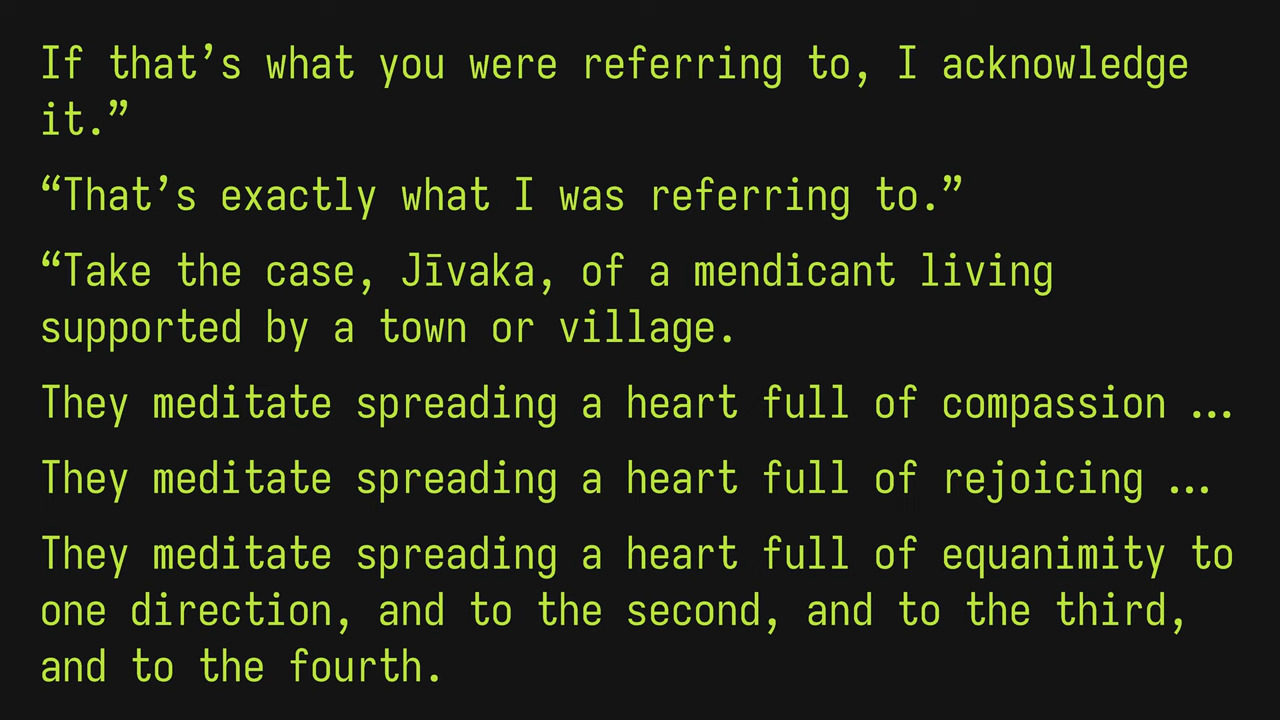 If that’s what you were referring to, I acknowledge
it.”
“That’s exactly what I was referring to.”
“Take the case, Jīvaka, of a mendicant living
supported by a town or village.
They meditate spreading a heart full of compassion …
They meditate spreading a heart full of rejoicing …
They meditate spreading a heart full of equanimity to
one direction, and to the second, and to the third,
and to the fourth.